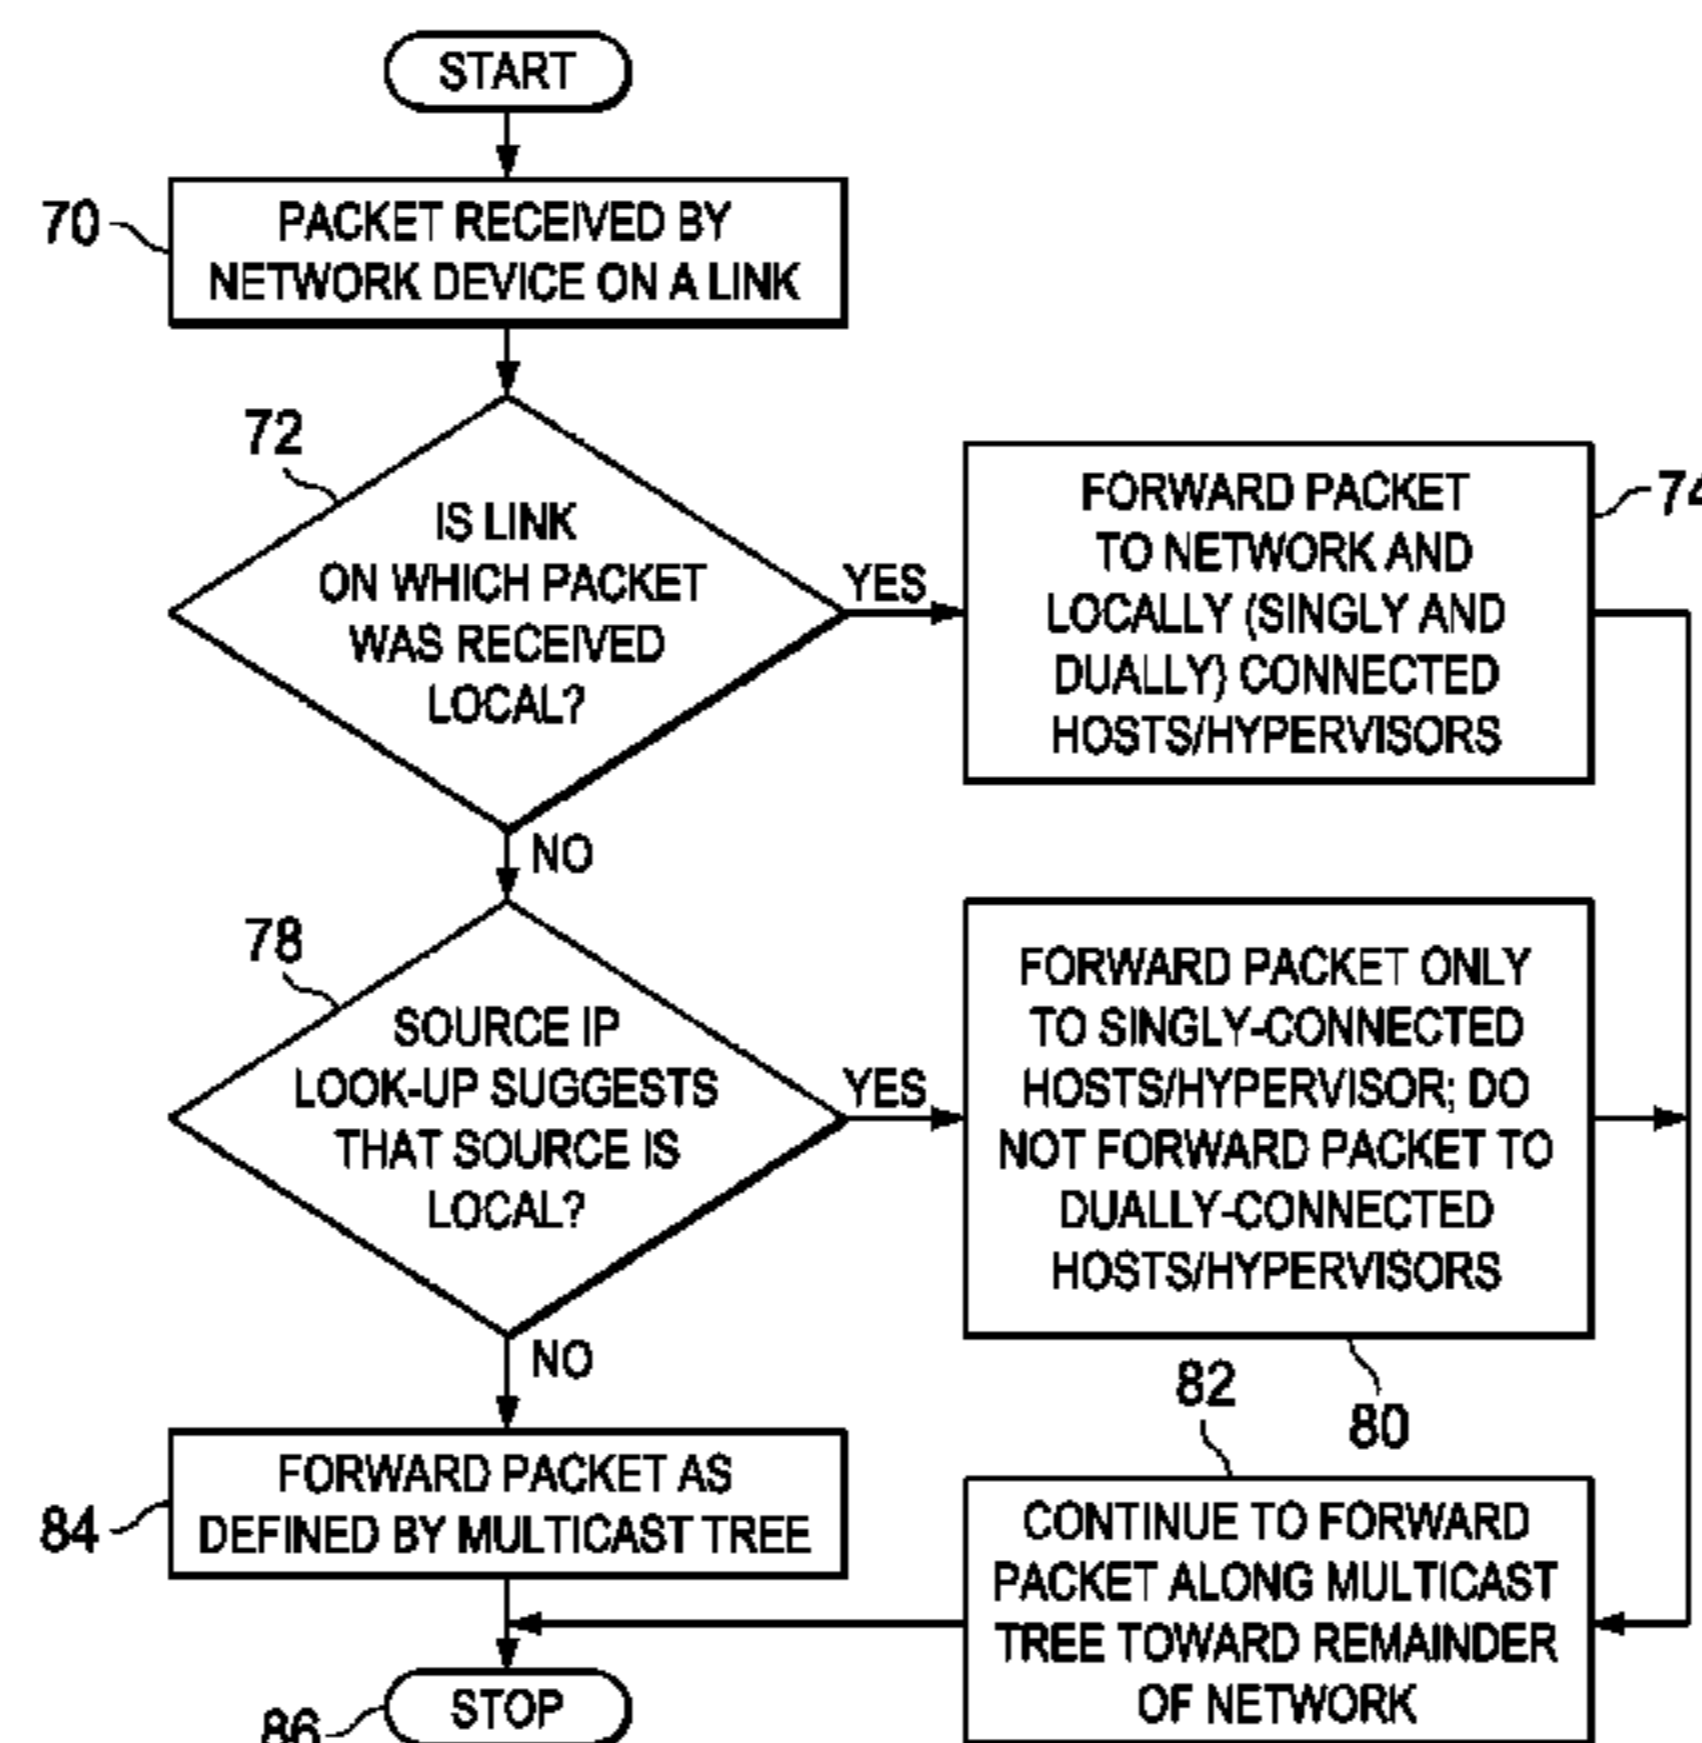 START
70
PACKET RECEIVED BY
NETWORK DEVICE ON A LINK
72
IS LINK
ON WHICH PACKET
WAS RECEIVED
LOCAL?
YES
FORWARD PACKET
TO NETWORK AND
LOCALLY (SINGLY AND
DUALLY) CONNECTED
HOSTS/HYPERVISORS
74
NO
78
SOURCE IP
LOOK-UP SUGGESTS
THAT SOURCE IS
LOCAL?
YES
FORWARD PACKET ONLY
TO SINGLY-CONNECTED
HOSTS/HYPERVISOR; DO
NOT FORWARD PACKET TO
DUALLY-CONNECTED
HOSTS/HYPERVISORS
80
NO
84
FORWARD PACKET AS
DEFINED BY MULTICAST TREE
82
CONTINUE TO FORWARD
PACKET ALONG MULTICAST
TREE TOWARD REMAINDER
OF NETWORK
86
STOP